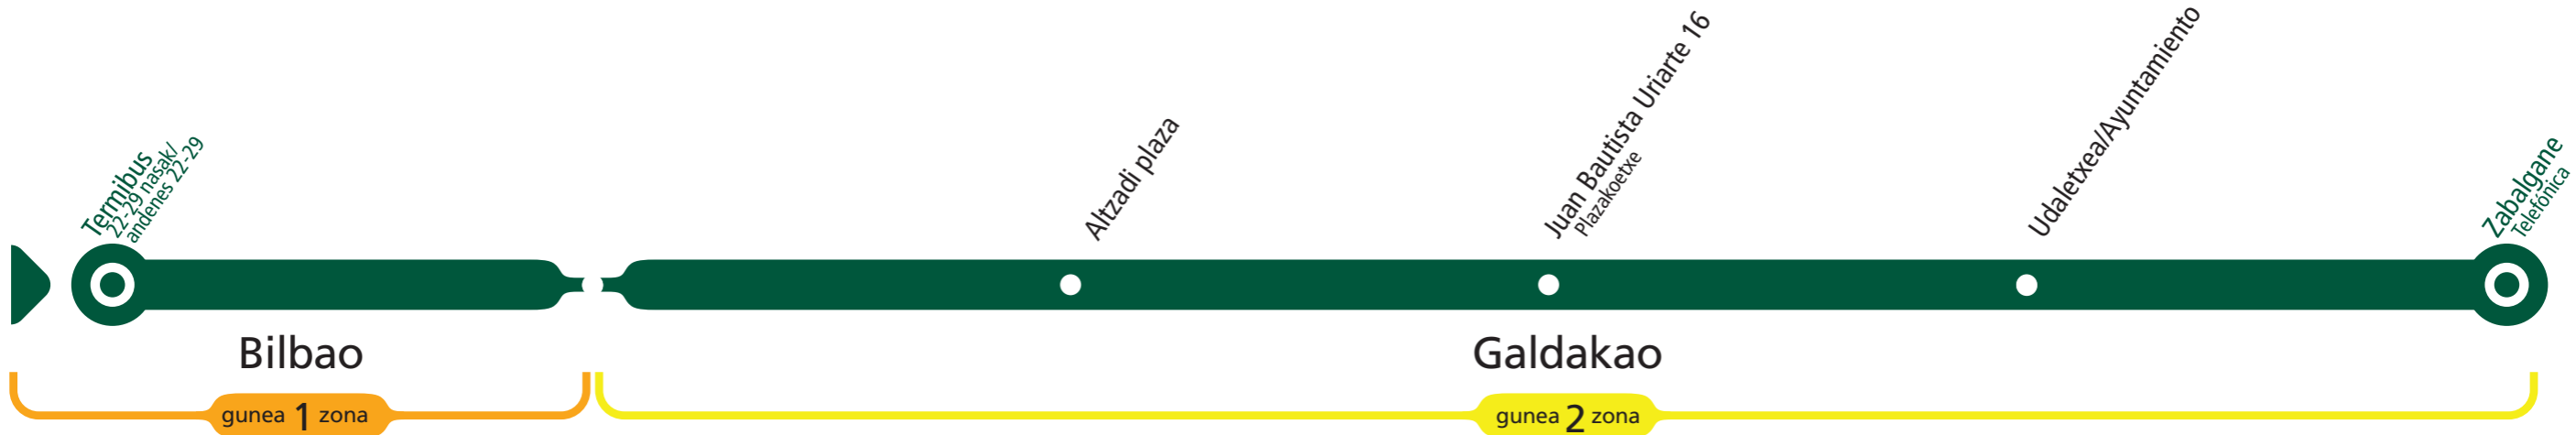 Termibus
22-29 nasak/
andenes 22-29
Altzadi plaza
Juan Bautista Uriarte 16
Plazakoetxe
Udaletxea/Ayuntamiento
Zabalgane
Telefónica
Bilbao
Galdakao
gunea 1 zona
gunea 2 zona